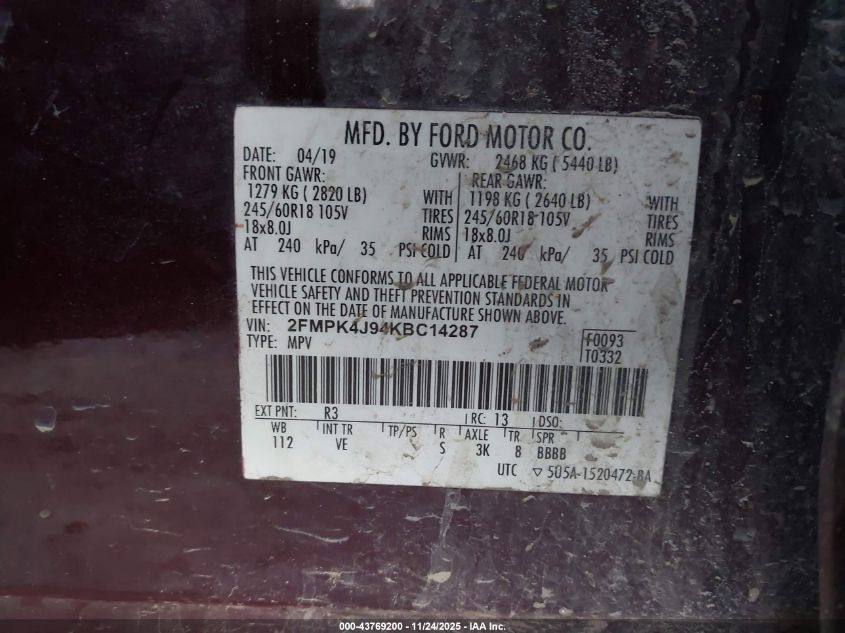 MFD. BY FORD MOTOR CO.
DATE: 04/19 GVWR: 2468 KG ( 5440 LB)
FRONT GAWR: REAR GAWR:
1279 KG ( 2820 LB) WITH 1198 KG ( 2640 LB) WITH
245/60R18 105V TIRES 245/60R18 105V TIRES
18x8.0J RIMS 18x8.0J RIMS
AT 240 kPa/ 35 PSI COLD AT 240 kPa/ 35 PSI COLD
THIS VEHICLE CONFORMS TO ALL APPLICABLE FEDERAL MOTOR
VEHICLE SAFETY AND THEFT PREVENTION STANDARDS IN
EFFECT ON THE DATE OF MANUFACTURE SHOWN ABOVE.
VIN: 2FMPK4J94KBC14287
TYPE: MPV
F0093
T0332
EXT PNT: R3 RC: 13 DSO:
WB INT TR TP/PS R AXLE TR SPR
112 VE S 3K 8 BBBB
UTC ▽ 5U5A-1520472-BA
000-43769200 - 11/24/2025 - IAA Inc.